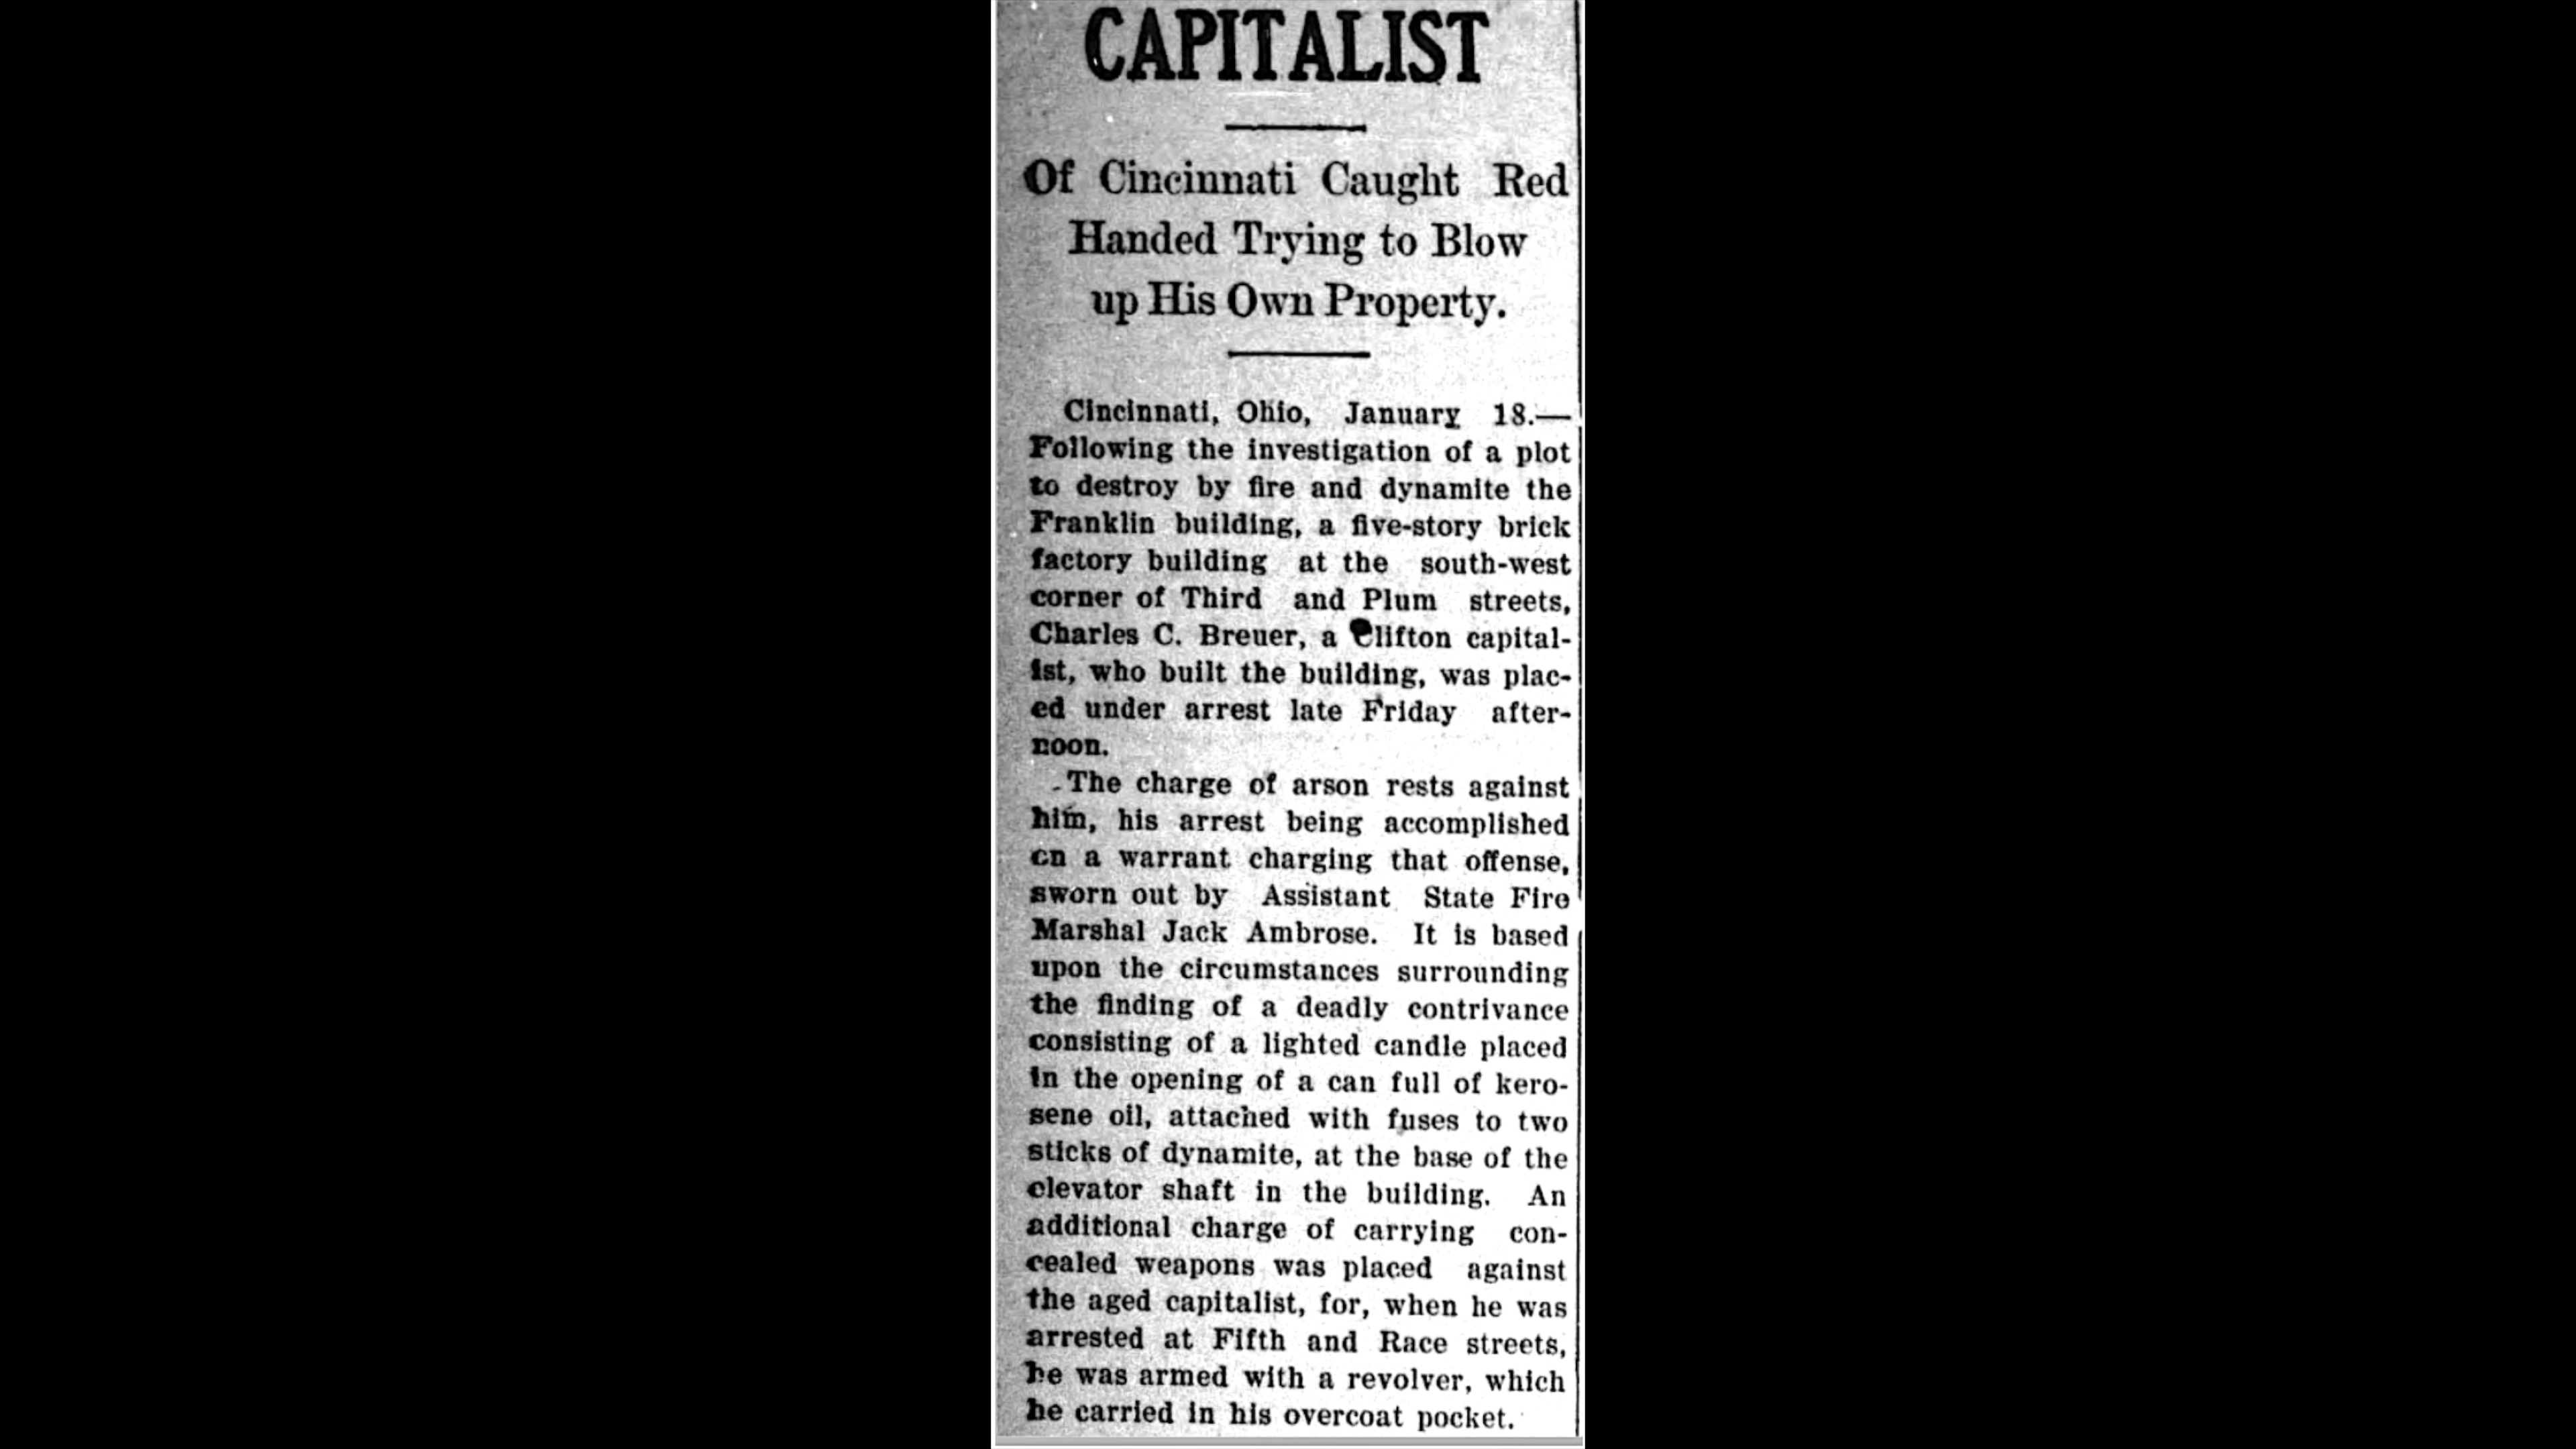 CAPITALIST
Of Cincinnati Caught Red
Handed Trying to Blow
up His Own Property.
Cincinnati, Ohio, January 18.—
Following the investigation of a plot
to destroy by fire and dynamite the
Franklin building, a five-story brick
factory building at the south-west
corner of Third and Plum streets,
Charles C. Breuer, a Clifton capital-
ist, who built the building, was plac-
ed under arrest late Friday after-
noon.
The charge of arson rests against
him, his arrest being accomplished
on a warrant charging that offense,
sworn out by Assistant State Fire
Marshal Jack Ambrose. It is based
upon the circumstances surrounding
the finding of a deadly contrivance
consisting of a lighted candle placed
in the opening of a can full of kero-
sene oil, attached with fuses to two
sticks of dynamite, at the base of the
elevator shaft in the building. An
additional charge of carrying con-
cealed weapons was placed against
the aged capitalist, for, when he was
arrested at Fifth and Race streets,
he was armed with a revolver, which
he carried in his overcoat pocket.